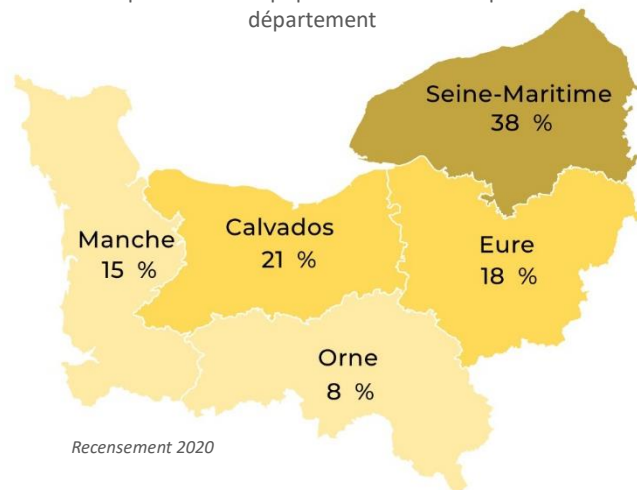 département
Seine-Maritime
38 %
Calvados
21 %
Manche
15 %
Eure
18 %
Orne
8 %
Recensement 2020